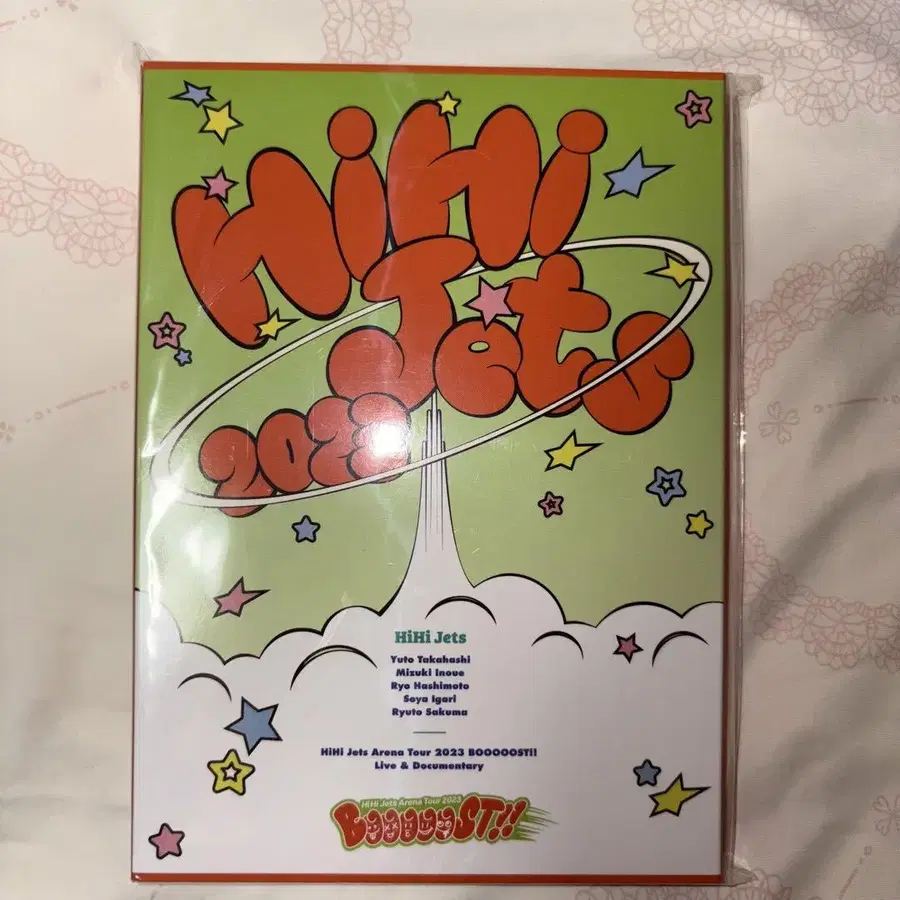 HiHi
Jets
2023
HiHi Jets
Yuto Takahashi
Mizuki Inoue
Ryo Hashimoto
Soya Igari
Ryuto Sakuma
HiHi Jets Arena Tour 2023 BOOOOOST!!
Live & Documentary
HiHi Jets Arena Tour 2023
BOOOOOST!!